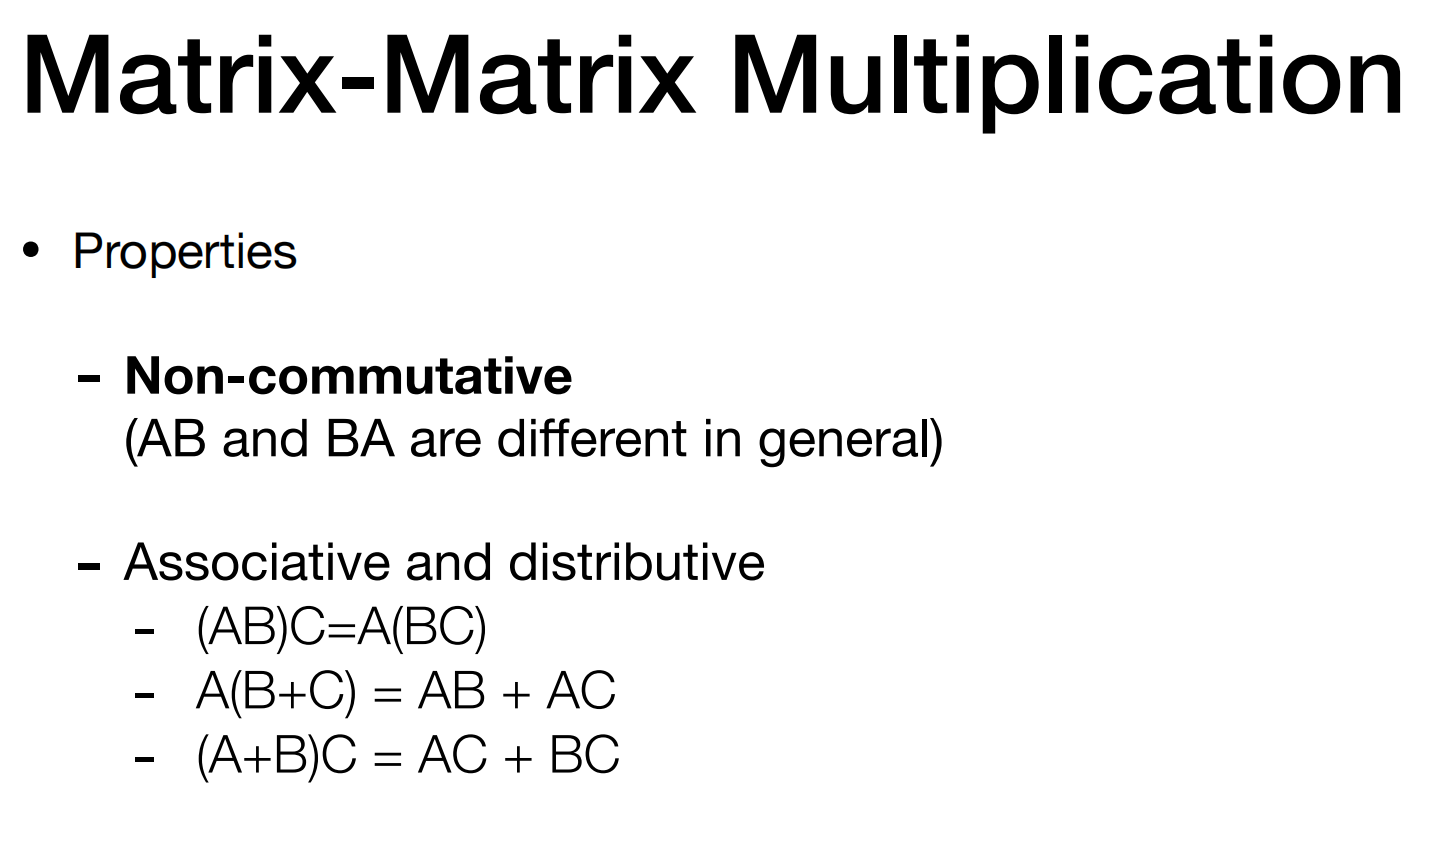 Matrix-Matrix Multiplication
• Properties
- Non-commutative
(AB and BA are different in general)
- Associative and distributive
- (AB)C=A(BC)
- A(B+C) = AB + AC
- (A+B)C = AC + BC